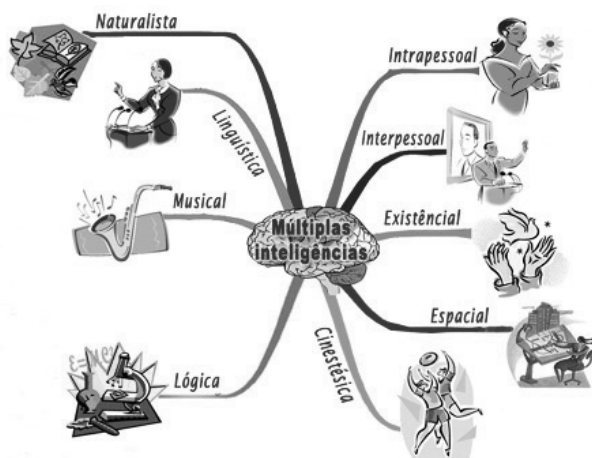 Naturalista
Linguística
Musical
Lógica
Múltiplas
inteligências
Intrapessoal
Interpessoal
Existêncial
Espacial
Cinestésica